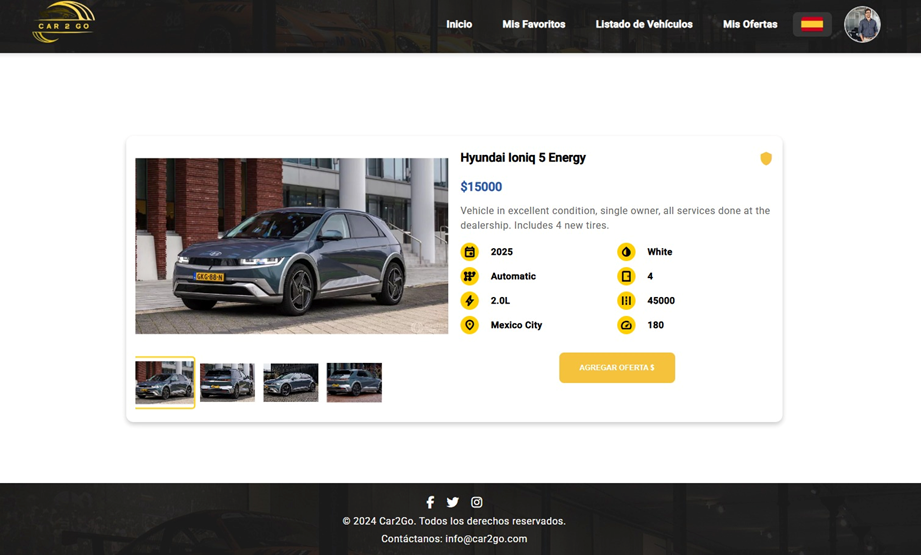 CAR 2 GO
Inicio
Mis Favoritos
Listado de Vehículos
Mis Ofertas
Hyundai Ioniq 5 Energy
$15000
Vehicle in excellent condition, single owner, all services done at the
dealership. Includes 4 new tires.
2025
White
Automatic
4
2.0L
45000
Mexico City
180
GKG-88-N
AGREGAR OFERTA $
© 2024 Car2Go. Todos los derechos reservados.
Contáctanos: info@car2go.com